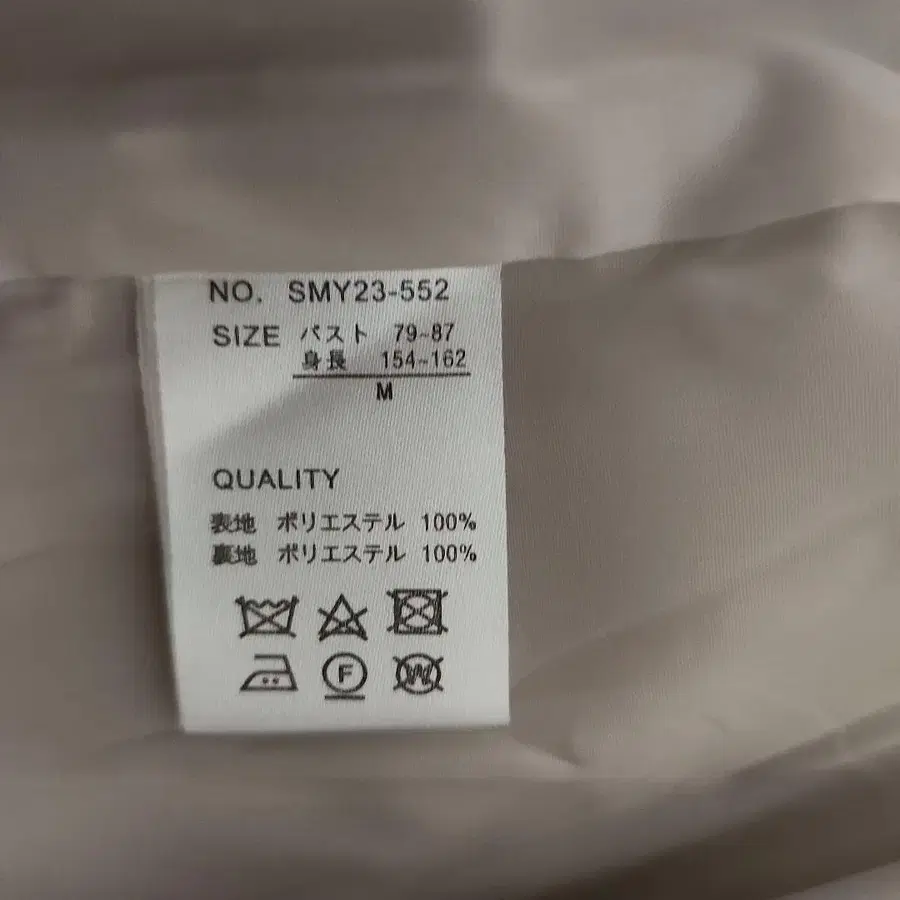 NO. SMY23-552
SIZE バスト 79~87
身長 154~162
M
QUALITY
表地 ポリエステル 100%
裏地 ポリエステル 100%
F
W